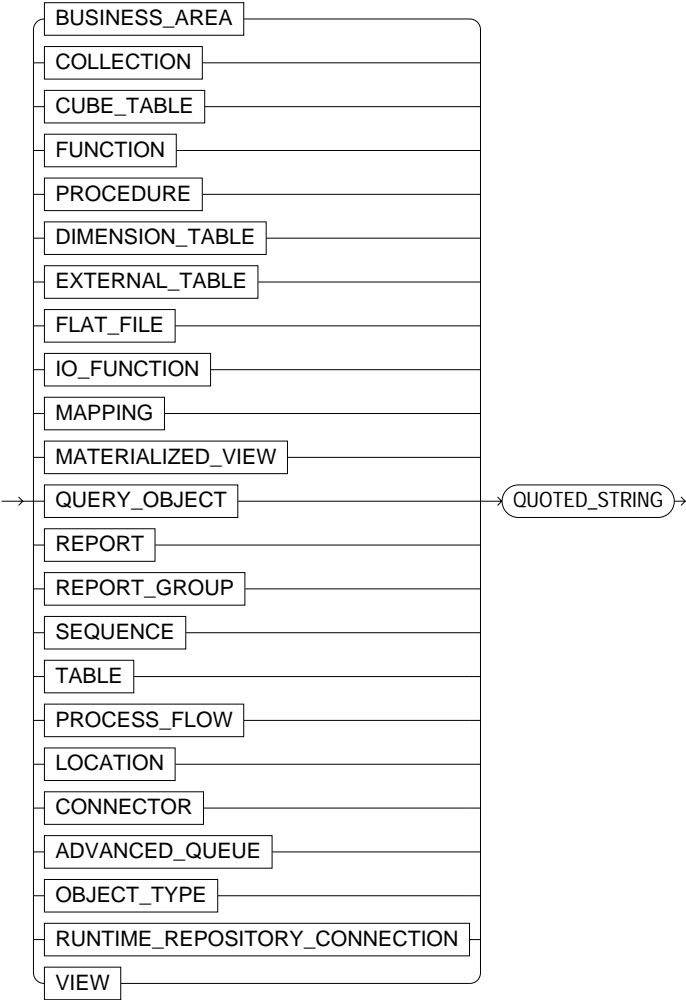 BUSINESS_AREA
COLLECTION
CUBE_TABLE
FUNCTION
PROCEDURE
DIMENSION_TABLE
EXTERNAL_TABLE
FLAT_FILE
IO_FUNCTION
MAPPING
MATERIALIZED_VIEW
QUERY_OBJECT QUOTED_STRING
REPORT
REPORT_GROUP
SEQUENCE
TABLE
PROCESS_FLOW
LOCATION
CONNECTOR
ADVANCED_QUEUE
OBJECT_TYPE
RUNTIME_REPOSITORY_CONNECTION
VIEW